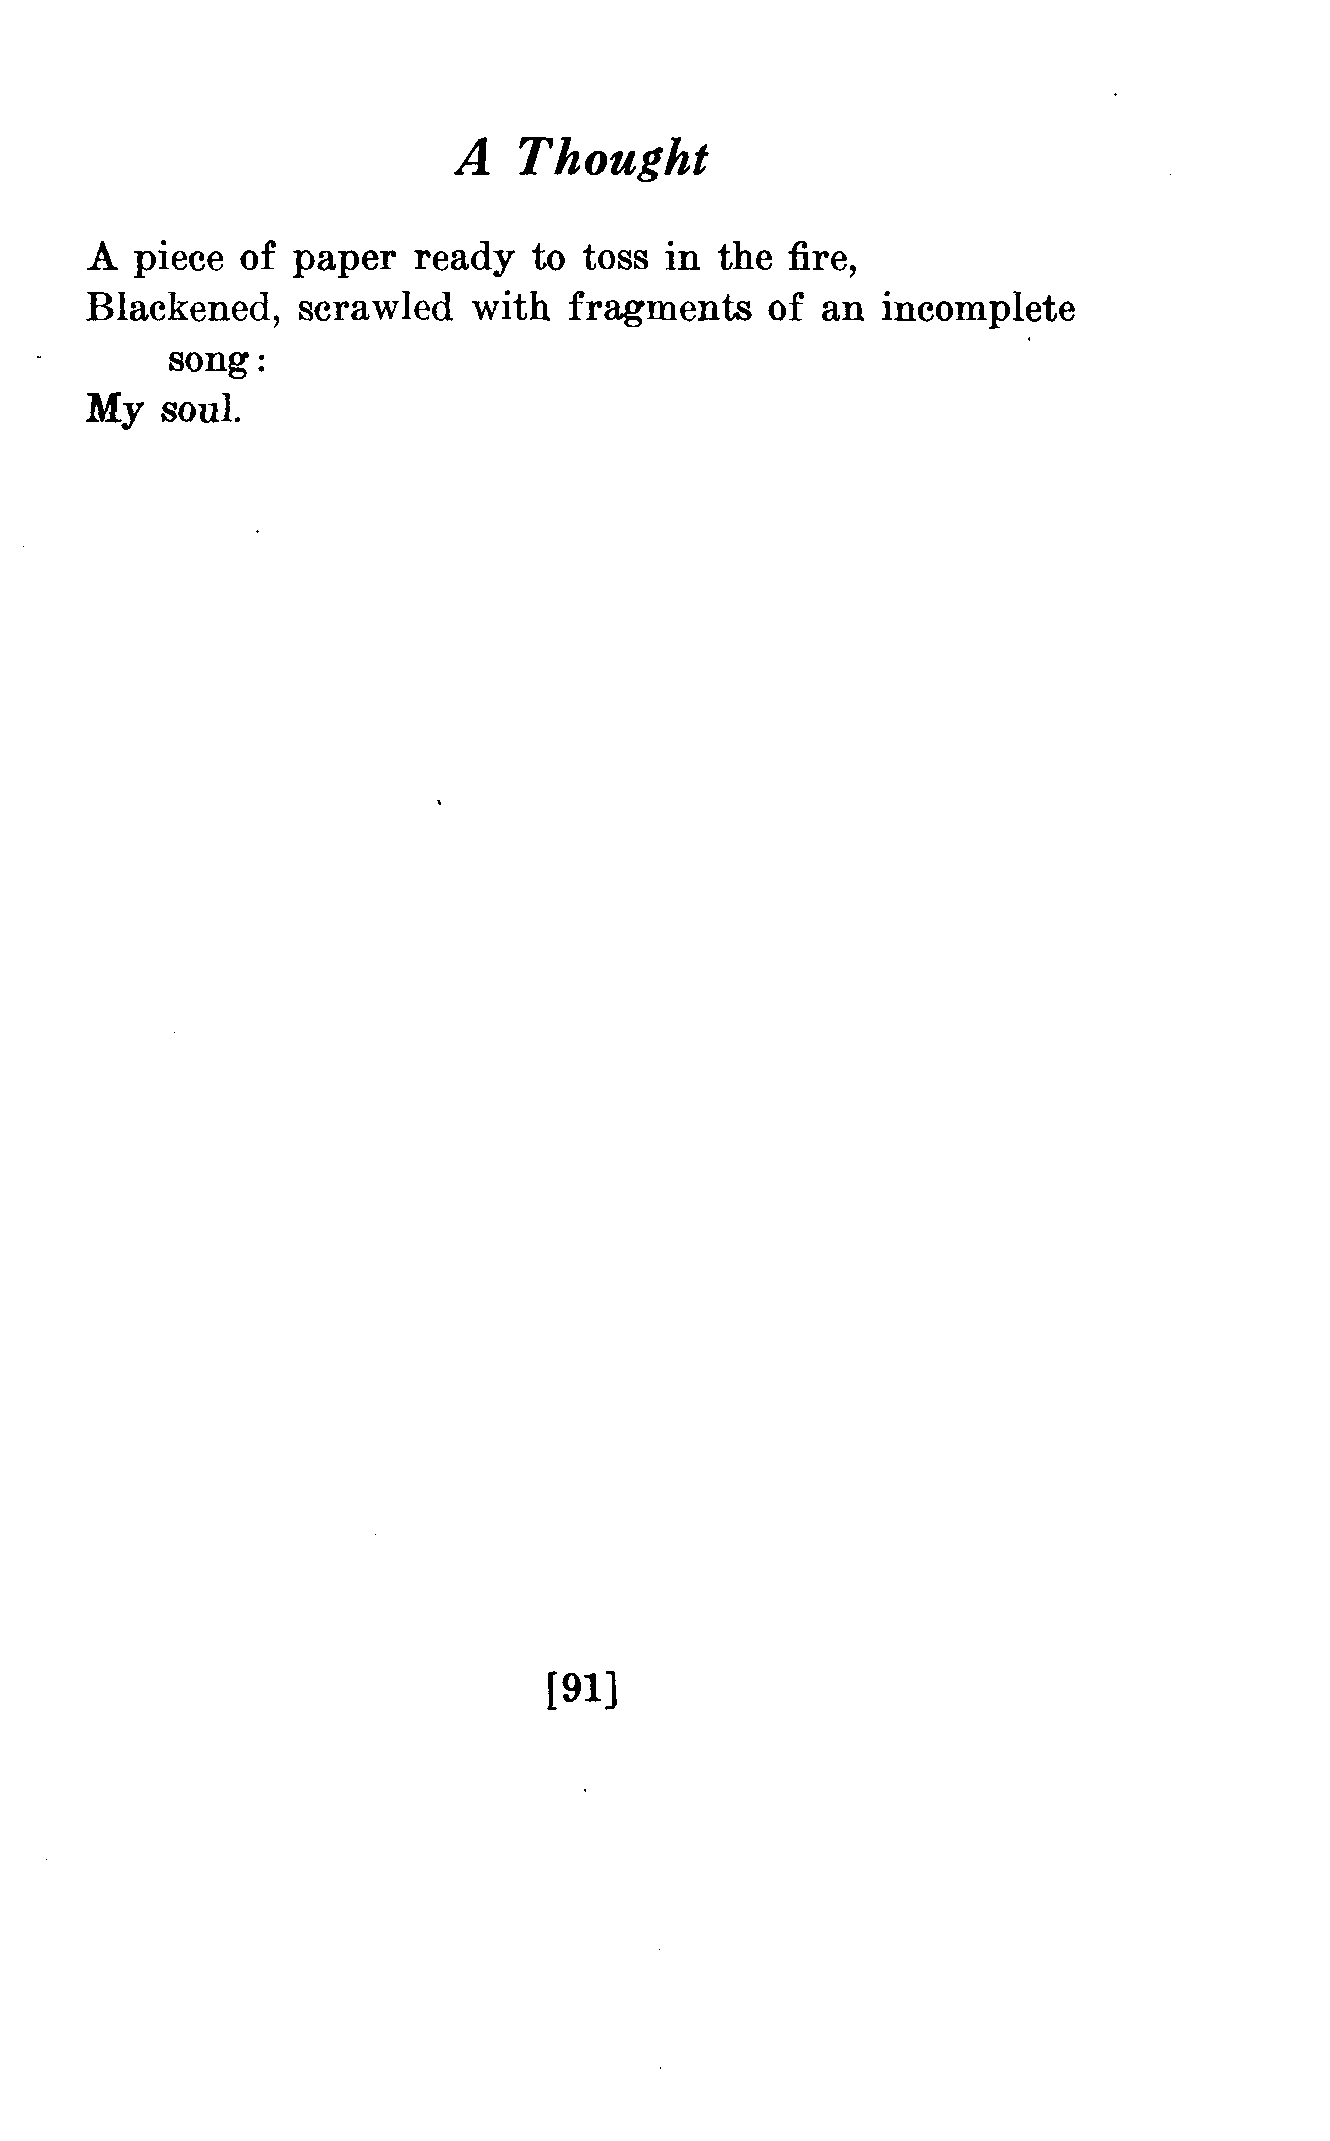 A Thought
A piece of paper ready to toss in the fire,
Blackened, scrawled with fragments of an incomplete
song:
My soul.
[91]